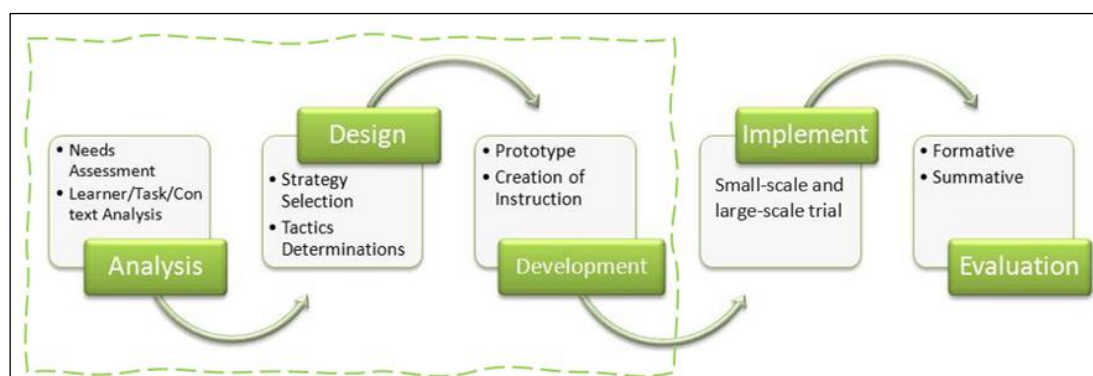 • Needs
Assessment
• Learner/Task/Con
text Analysis
Analysis
Design
• Strategy
Selection
• Tactics
Determinations
• Prototype
• Creation of
Instruction
Development
Implement
Small-scale and
large-scale trial
• Formative
• Summative
Evaluation